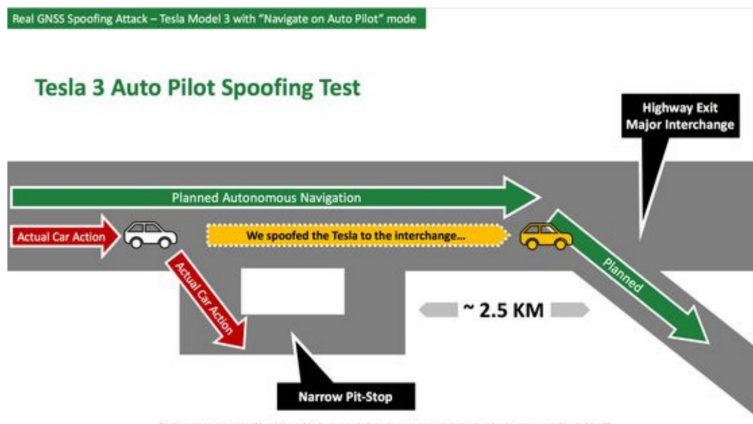 Real GNSS Spoofing Attack – Tesla Model 3 with “Navigate on Auto Pilot” mode
Tesla 3 Auto Pilot Spoofing Test
Highway Exit
Major Interchange
Planned Autonomous Navigation
Actual Car Action
We spoofed the Tesla to the interchange...
Actual Car Action
Planned
~ 2.5 KM
Narrow Pit-Stop